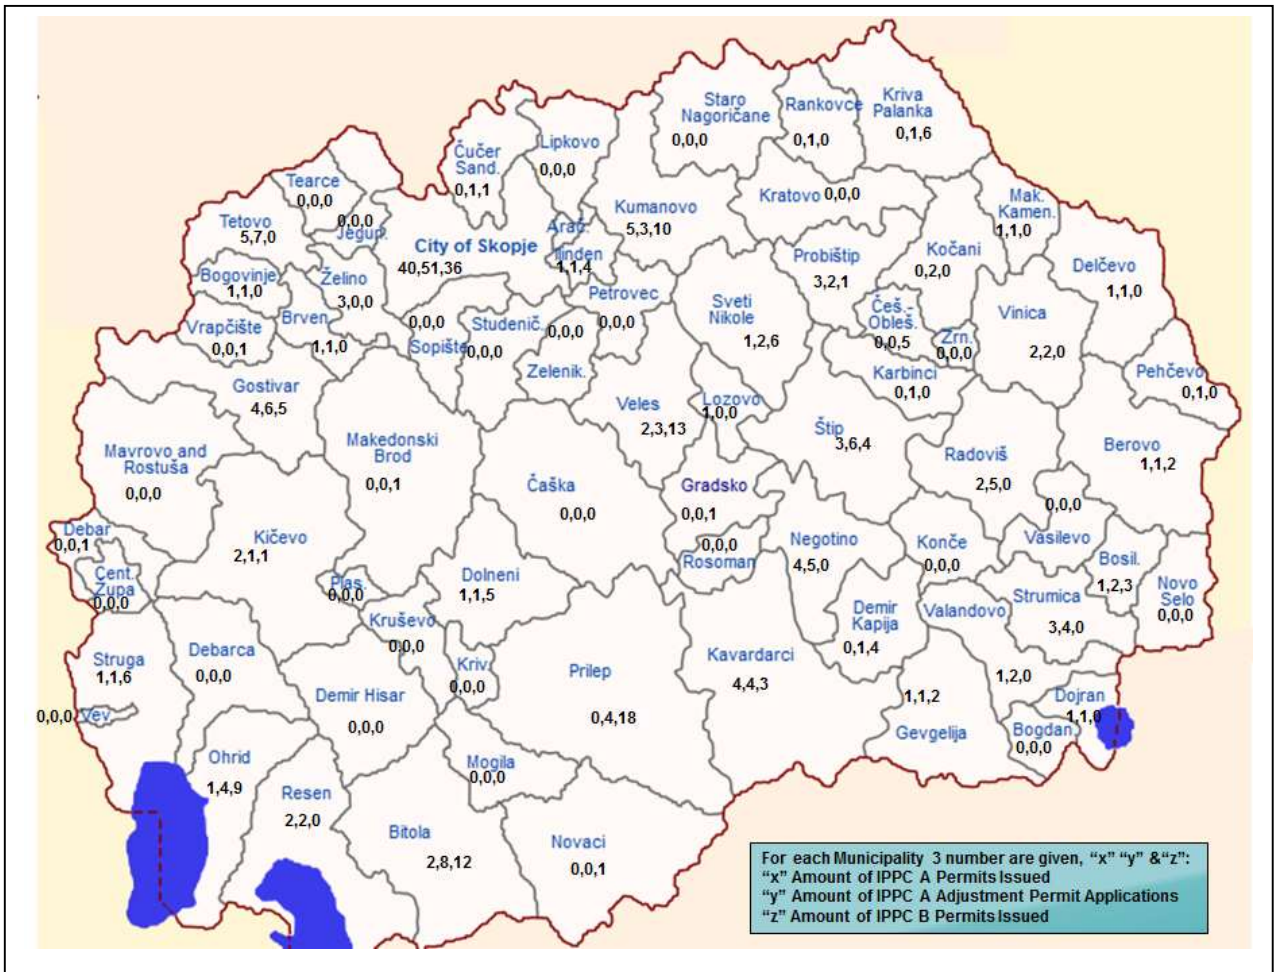 Staro
Nagoričane
0,0,0
Rankovce
0,1,0
Kriva
Palanka
0,1,6
Čučer
Sand.
0,1,1
Lipkovo
0,0,0
Tearce
0,0,0
0,0,0
Jegun.
Tetovo
5,7,0
Kumanovo
5,3,10
Kratovo 0,0,0
Mak.
Kamen.
1,1,0
City of Skopje
40,51,36
Arač.
Ilinden
1,1,4
Probištip
3,2,1
Kočani
0,2,0
Delčevo
1,1,0
Bogovinje
1,1,0
Želino
3,0,0
Petrovec
0,0,0
Sveti
Nikole
1,2,6
Češ.-
Obleš.
0,0,5
Zrn.
0,0,0
Vinica
2,2,0
Vrapčište
0,0,1
Brven
1,1,0
0,0,0
Sopište
Studenič.
0,0,0
0,0,0
Zelenik.
Karbinci
0,1,0
Pehčevo
0,1,0
Gostivar
4,6,5
Veles
2,3,13
Lozovo
1,0,0
Štip
3,6,4
Makedonski
Brod
0,0,1
Mavrovo and
Rostuša
0,0,0
Radoviš
2,5,0
Berovo
1,1,2
Čaška
0,0,0
Gradsko
0,0,1
0,0,0
Vasilevo
Debar
0,0,1
Kičevo
2,1,1
0,0,0
Rosoman
Negotino
4,5,0
Konče
0,0,0
Bosil.
1,2,3
Cent.
Zupa
0,0,0
Plas.
0,0,0
Dolneni
1,1,5
Novo
Selo
0,0,0
Kruševo
0,0,0
Demir
Kapija
0,1,4
Valandovo
1,2,0
Strumica
3,4,0
Struga
1,1,6
Debarca
0,0,0
Kriv.
0,0,0
Prilep
0,4,18
Kavardarci
4,4,3
Demir Hisar
0,0,0
1,1,2
Gevgelija
Dojran
1,1,0
0,0,0 Vev.
Bogdan.
0,0,0
Ohrid
1,4,9
Mogila
0,0,0
Resen
2,2,0
Bitola
2,8,12
Novaci
0,0,1
For each Municipality 3 number are given, “x” “y” &“z”:
“x” Amount of IPPC A Permits Issued
“y” Amount of IPPC A Adjustment Permit Applications
“z” Amount of IPPC B Permits Issued